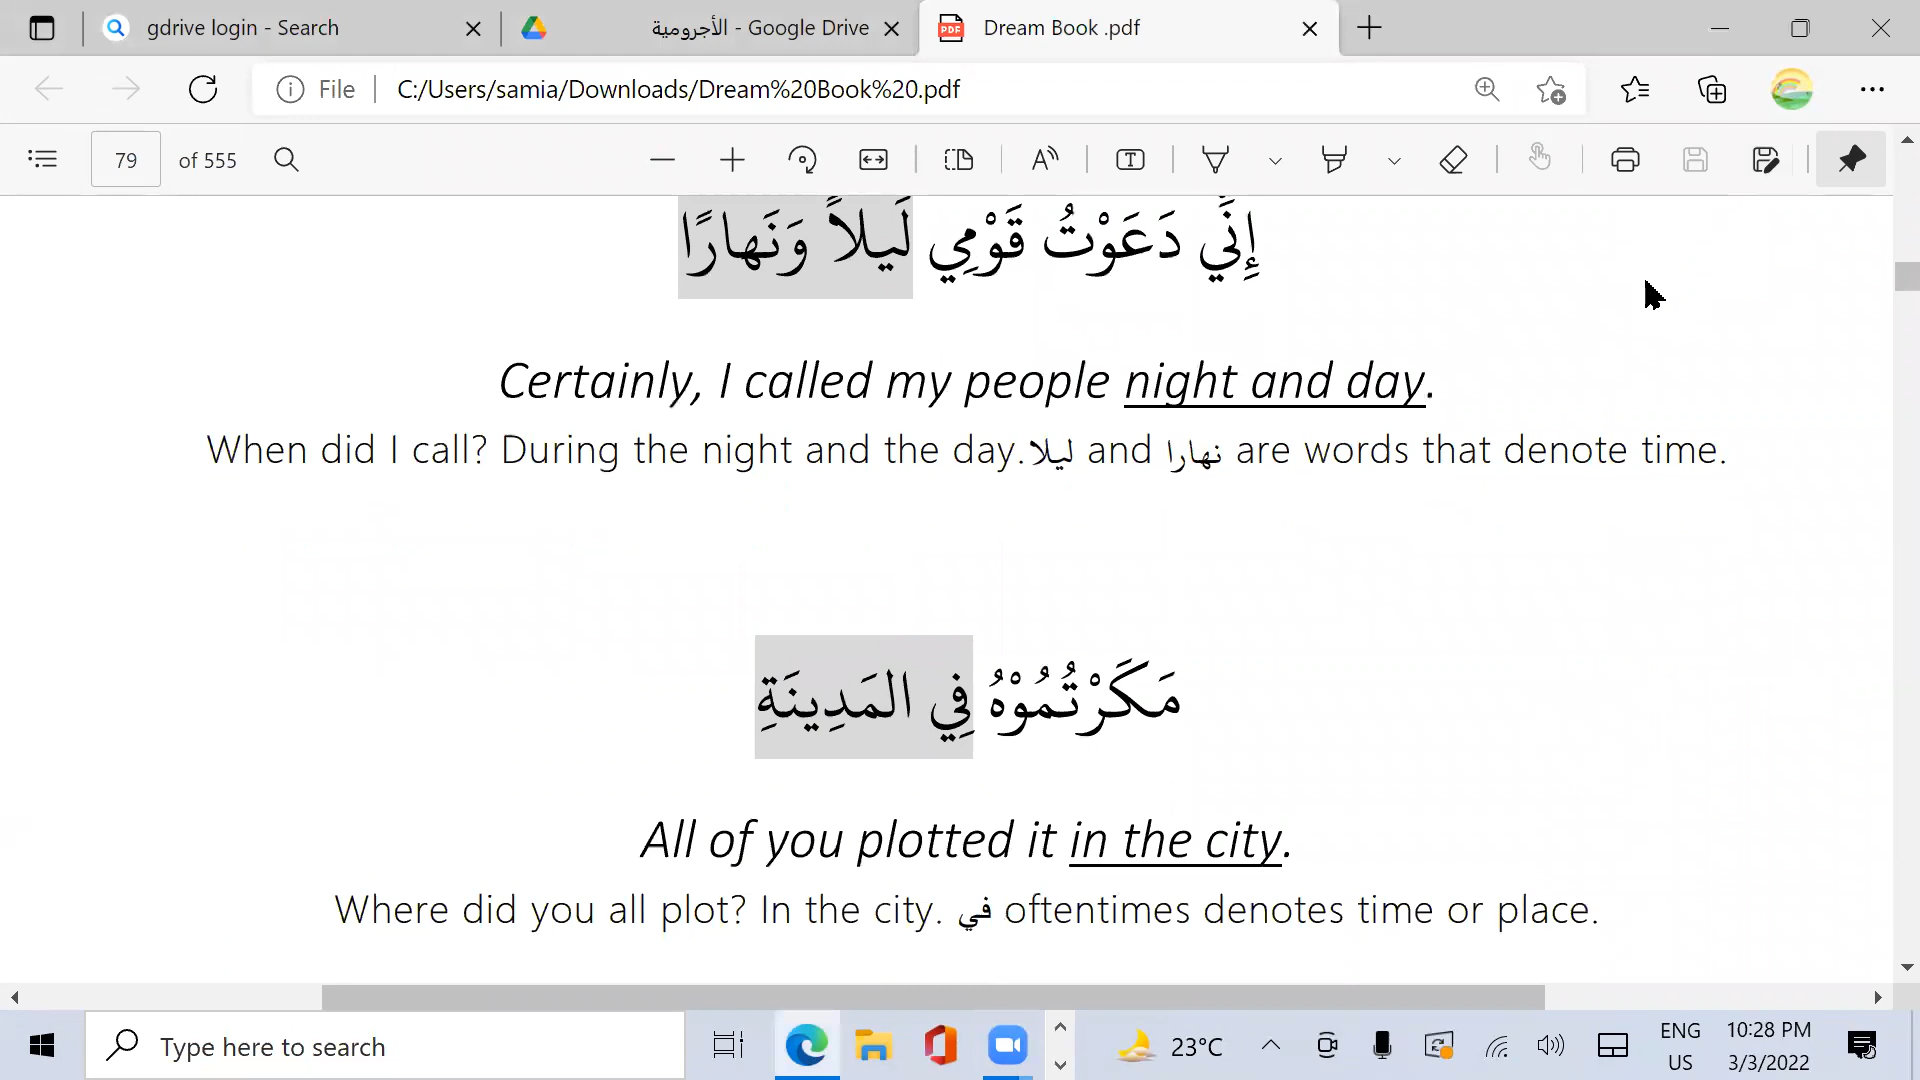 gdrive login - Search
الأجرومية - Google Drive
Dream Book .pdf
File
C:/Users/samia/Downloads/Dream%20Book%20.pdf
79 of 555
إِنَّي دَعَوْتُ قَوْمِي لَيلاً وَنَهارًا
Certainly, I called my people night and day.
When did I call? During the night and the day. ليلا and نهارا are words that denote time.
مَكَرْتُمُوْهُ فِي المَدِينَةِ
All of you plotted it in the city.
Where did you all plot? In the city. في oftentimes denotes time or place.
Type here to search
23°C
ENG
US
10:28 PM
3/3/2022